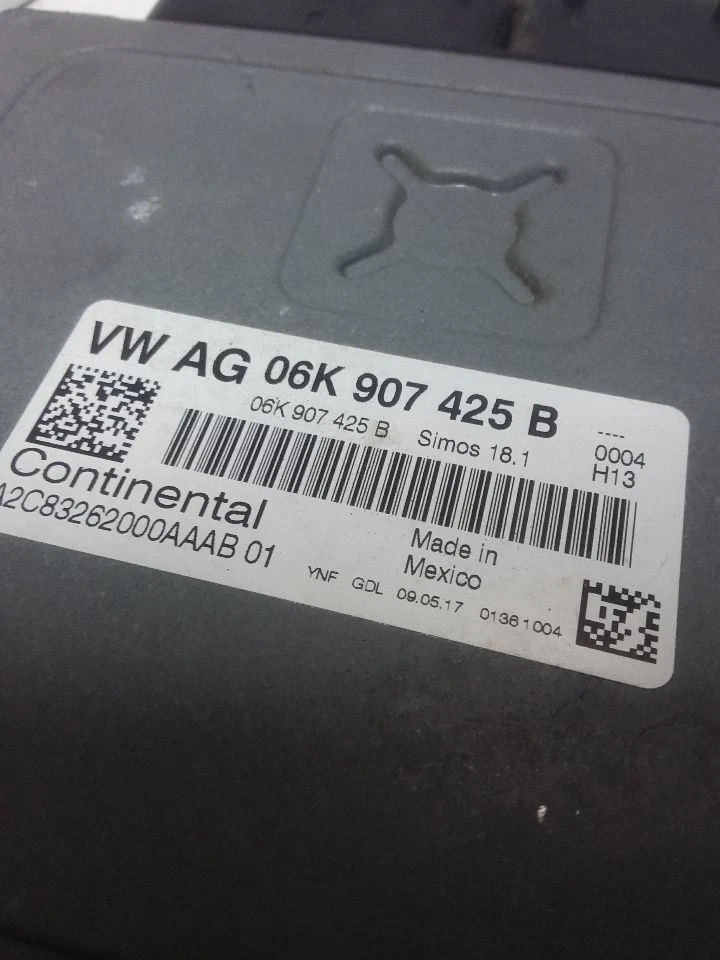 VW AG 06K 907 425 B ----
06K 907 425 B Simos 18.1 0004
H13
Continental
A2C83262000AAAB 01
Made in
Mexico
YNF GDL 09.05.17 01361004